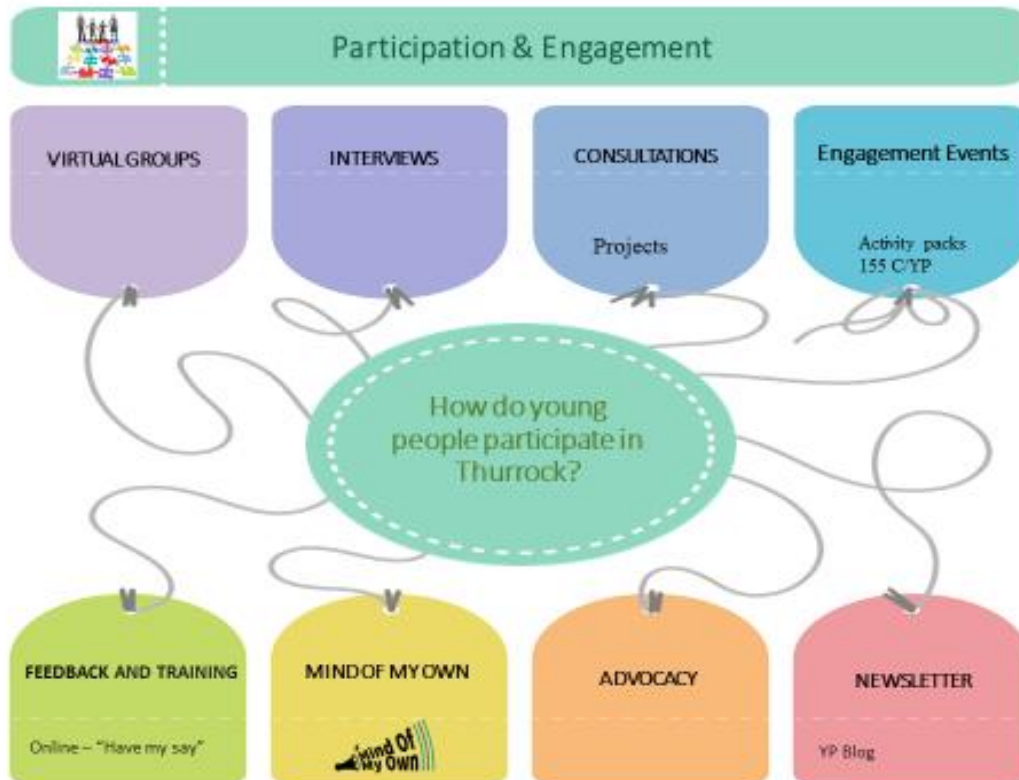 Participation & Engagement
VIRTUAL GROUPS
INTERVIEWS
CONSULTATIONS
Projects
Engagement Events
Activity packs
155 C/YP
How do young
people participate in
Thurrock?
FEEDBACK AND TRAINING
Online – "Have my say"
MIND OF MY OWN
Mind Of
My Own
ADVOCACY
NEWSLETTER
YP Blog